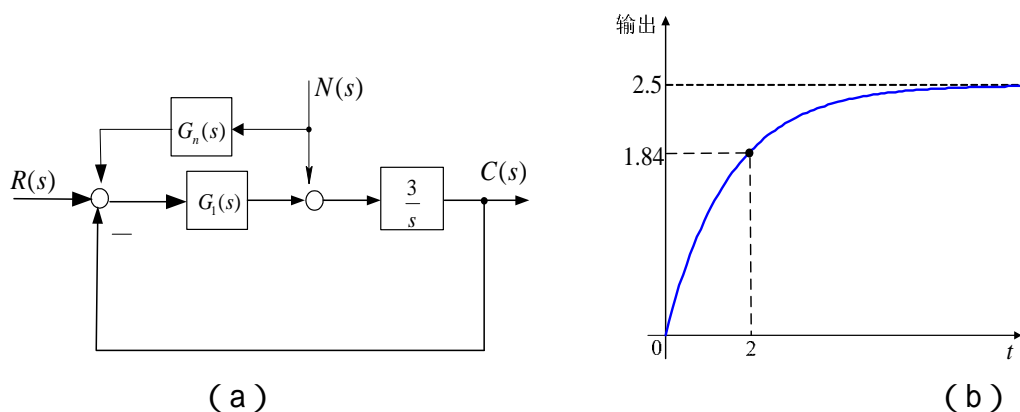 N(s)
G_n(s)
R(s)
G_1(s)
3
s
C(s)
—
(a)
输出
2.5
1.84
0
2
t
(b)